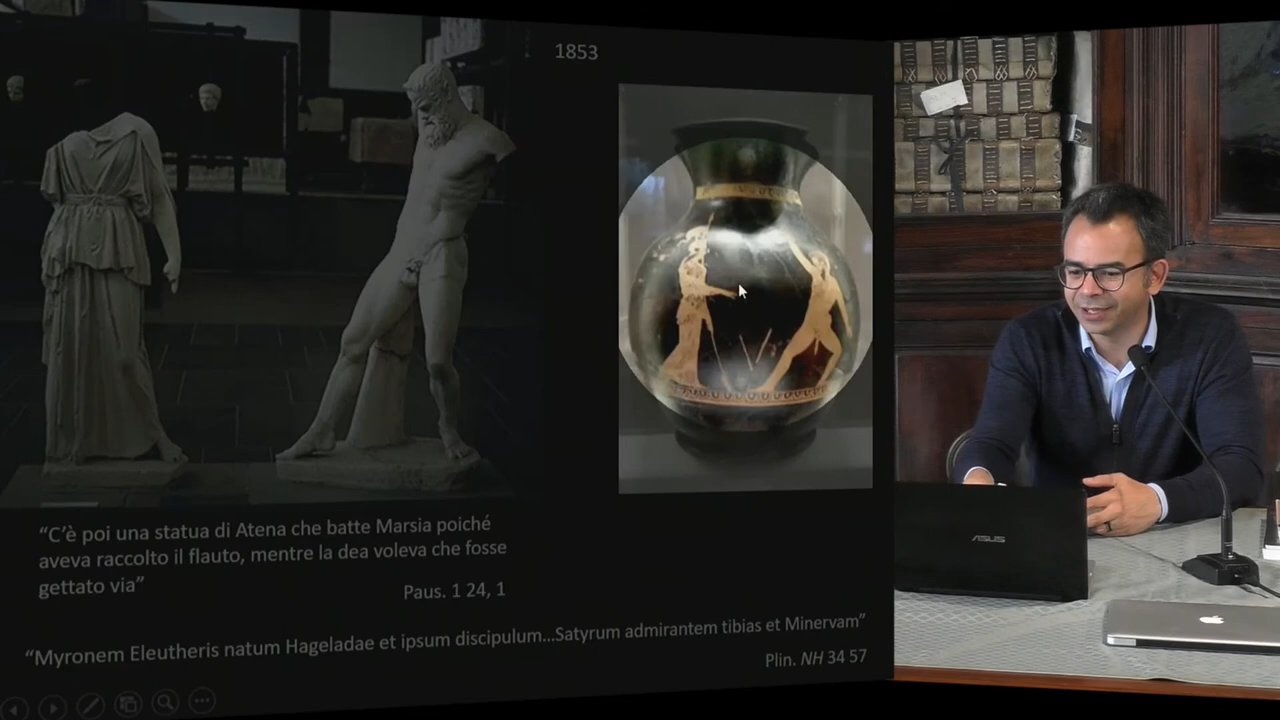 1853
“C’è poi una statua di Atena che batte Marsia poiché
aveva raccolto il flauto, mentre la dea voleva che fosse
gettato via”
Paus. 1 24, 1
“Myronem Eleutheris natum Hageladae et ipsum discipulum...Satyrum admirantem tibias et Minervam”
Plin. NH 34 57
ASUS